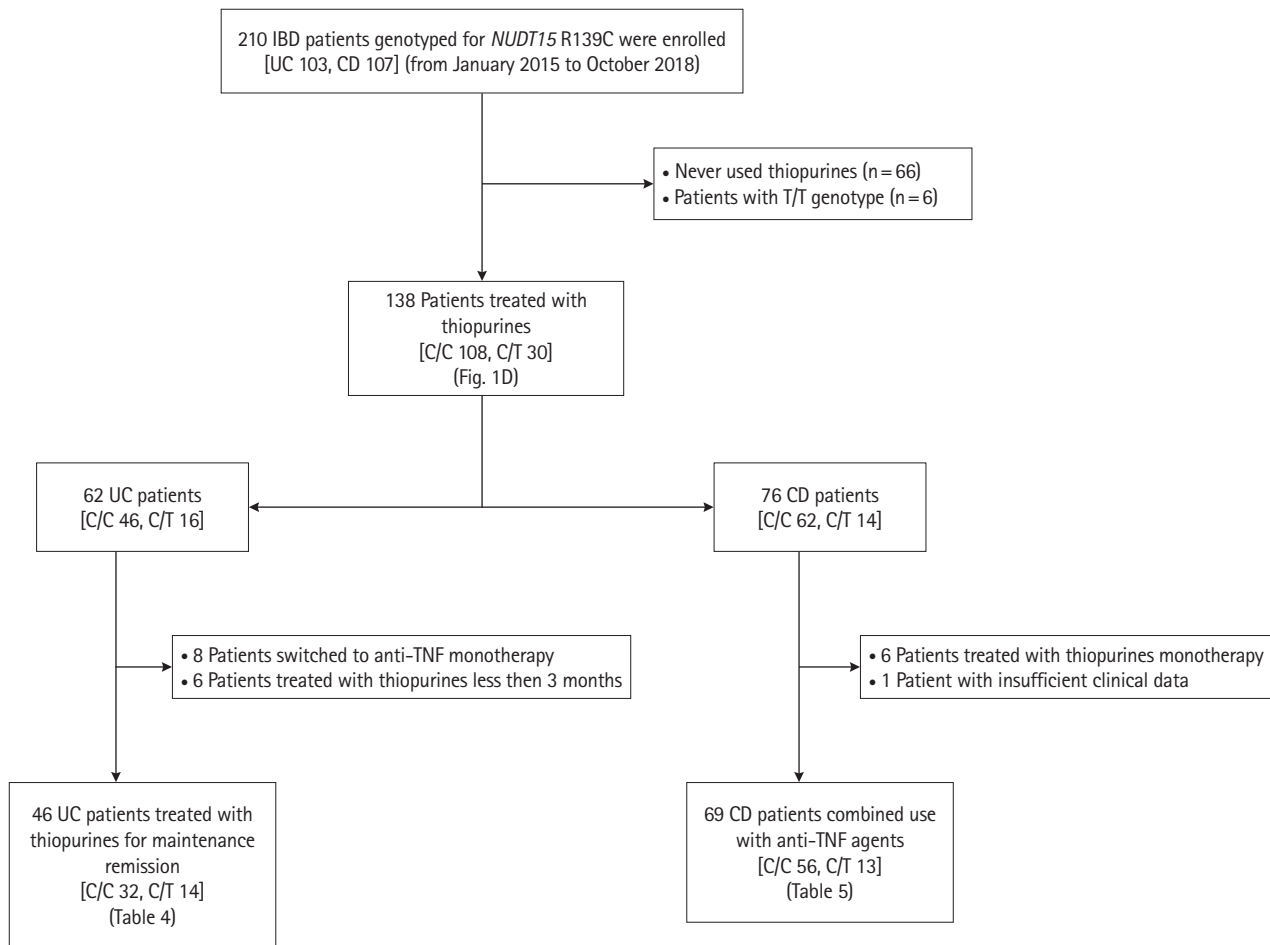 210 IBD patients genotyped for NUDT15 R139C were enrolled
[UC 103, CD 107] (from January 2015 to October 2018)
• Never used thiopurines (n=66)
• Patients with T/T genotype (n=6)
138 Patients treated with
thiopurines
[C/C 108, C/T 30]
(Fig. 1D)
62 UC patients
[C/C 46, C/T 16]
76 CD patients
[C/C 62, C/T 14]
• 8 Patients switched to anti-TNF monotherapy
• 6 Patients treated with thiopurines less then 3 months
• 6 Patients treated with thiopurines monotherapy
• 1 Patient with insufficient clinical data
46 UC patients treated with
thiopurines for maintenance
remission
[C/C 32, C/T 14]
(Table 4)
69 CD patients combined use
with anti-TNF agents
[C/C 56, C/T 13]
(Table 5)